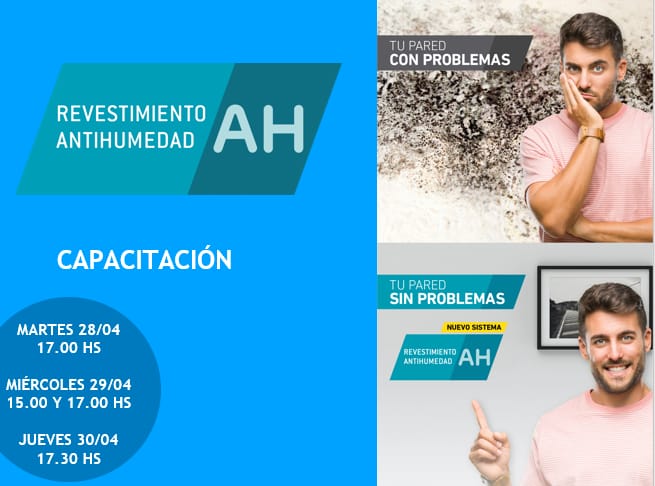 REVESTIMIENTO
ANTIHUMEDAD
AH
CAPACITACIÓN
MARTES 28/04
17.00 HS
MIÉRCOLES 29/04
15.00 Y 17.00 HS
JUEVES 30/04
17.30 HS
TU PARED
CON PROBLEMAS
TU PARED
SIN PROBLEMAS
NUEVO SISTEMA
REVESTIMIENTO
ANTIHUMEDAD
AH